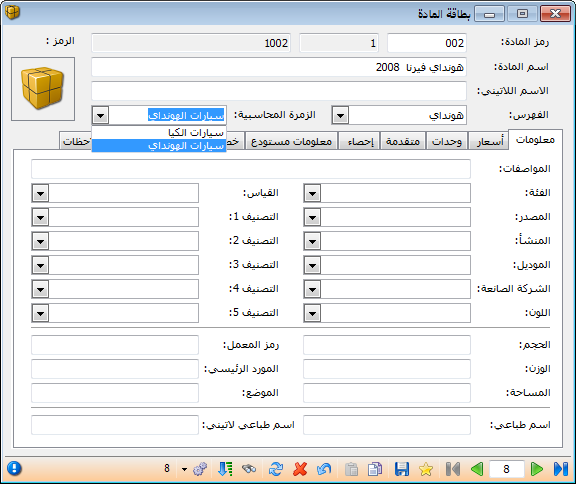 بطاقة المادة
رمز المادة: 002 1 1002 الرمز :
اسم المادة: هونداي فيرنا 2008
الاسم اللاتيني:
الفهرس: هونداي الزمرة المحاسبية: سيارات الهونداي
سيارات الكيا
سيارات الهونداي
معلومات أسعار وحدات متقدمة إحصاء معلومات مستودع حظات
المواصفات:
الفئة: القياس:
المصدر: التصنيف 1:
المنشأ: التصنيف 2:
الموديل: التصنيف 3:
الشركة الصانعة: التصنيف 4:
اللون: التصنيف 5:
الحجم: رمز المعمل:
الوزن: المورد الرئيسي:
المساحة: الموضع:
اسم طباعي: اسم طباعي لاتيني:
8 8